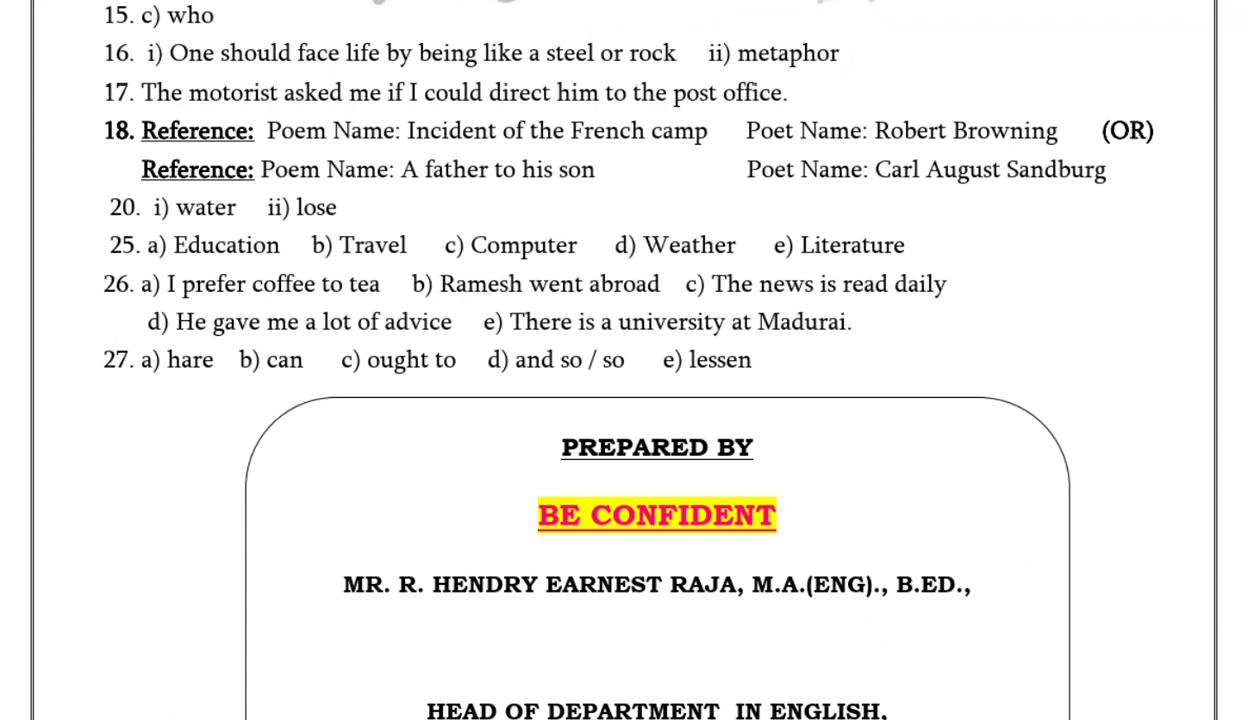 15. c) who
16. i) One should face life by being like a steel or rock ii) metaphor
17. The motorist asked me if I could direct him to the post office.
18. Reference: Poem Name: Incident of the French camp Poet Name: Robert Browning (OR)
Reference: Poem Name: A father to his son Poet Name: Carl August Sandburg
20. i) water ii) lose
25. a) Education b) Travel c) Computer d) Weather e) Literature
26. a) I prefer coffee to tea b) Ramesh went abroad c) The news is read daily
d) He gave me a lot of advice e) There is a university at Madurai.
27. a) hare b) can c) ought to d) and so / so e) lessen
PREPARED BY
BE CONFIDENT
MR. R. HENDRY EARNEST RAJA, M.A.(ENG)., B.ED.,
HEAD OF DEPARTMENT IN ENGLISH,